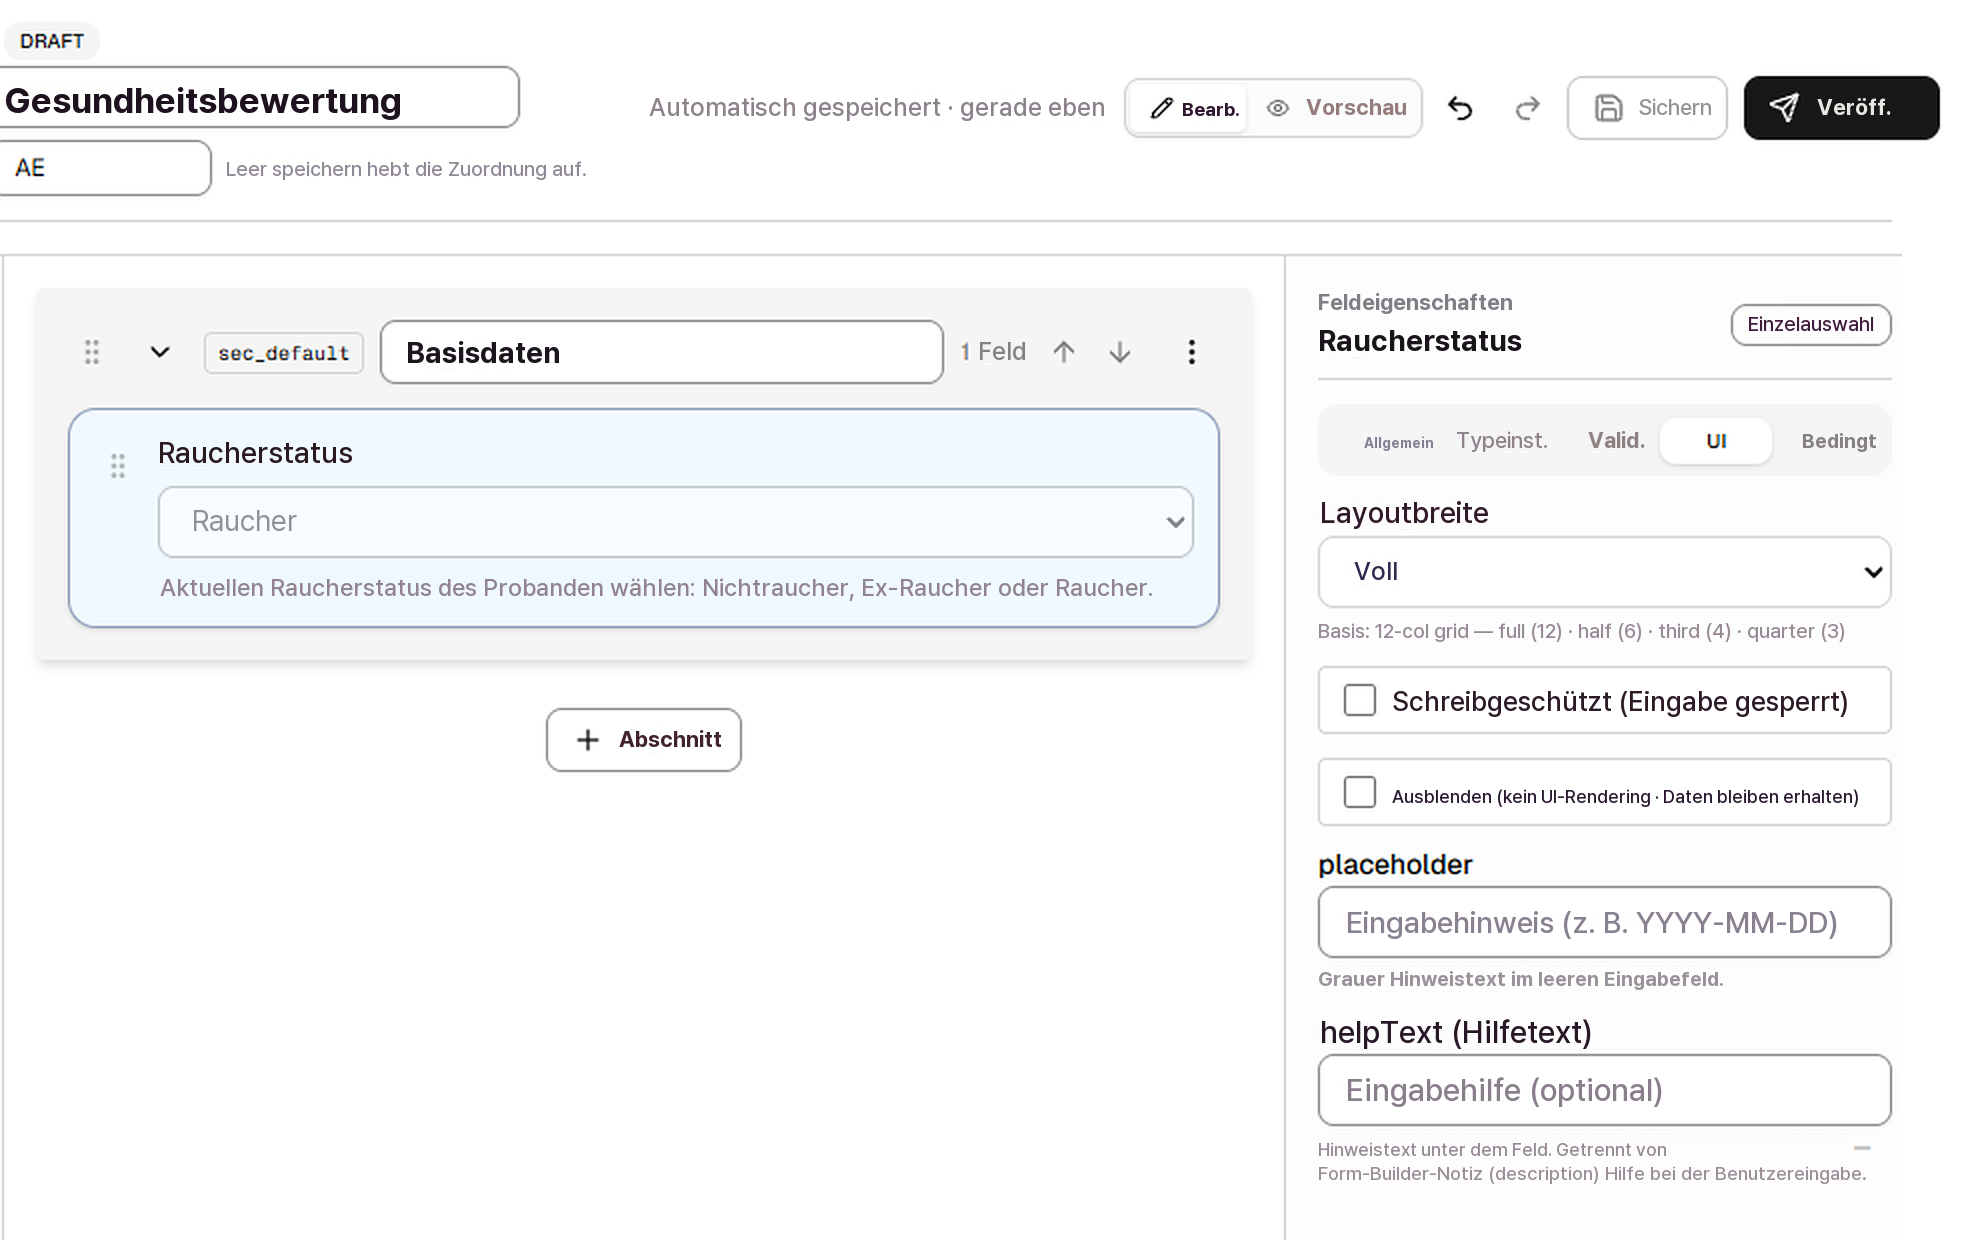 DRAFT
Gesundheitsbewertung
Automatisch gespeichert · gerade eben
Bearb.
Vorschau
Sichern
Veröff.
AE
Leer speichern hebt die Zuordnung auf.
sec_default
Basisdaten
1 Feld
Raucherstatus
Raucher
Aktuellen Raucherstatus des Probanden wählen: Nichtraucher, Ex-Raucher oder Raucher.
Abschnitt
Feldeigenschaften
Raucherstatus
Einzelauswahl
Allgemein
Typeinst.
Valid.
UI
Bedingt
Layoutbreite
Voll
Basis: 12-col grid — full (12) · half (6) · third (4) · quarter (3)
Schreibgeschützt (Eingabe gesperrt)
Ausblenden (kein UI-Rendering · Daten bleiben erhalten)
placeholder
Eingabehinweis (z. B. YYYY-MM-DD)
Grauer Hinweistext im leeren Eingabefeld.
helpText (Hilfetext)
Eingabehilfe (optional)
Hinweistext unter dem Feld. Getrennt von —
Form-Builder-Notiz (description) Hilfe bei der Benutzereingabe.